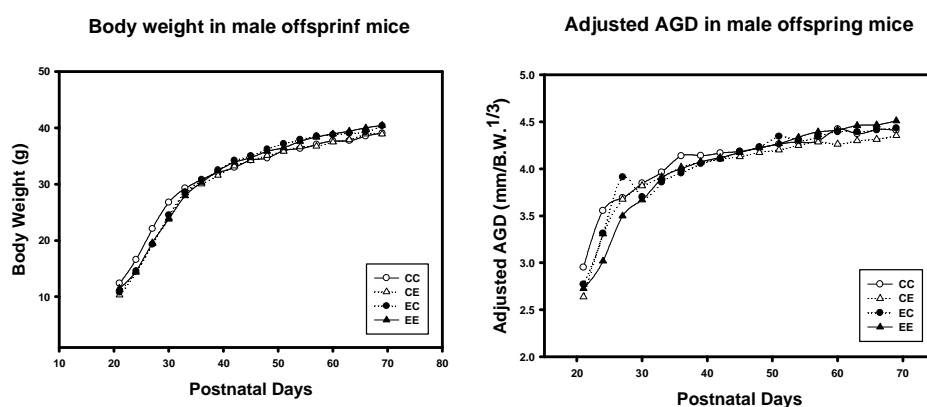 Body weight in male offsprinf mice
50
40
30
20
10
Body Weight (g)
CC
CE
EC
EE
10 20 30 40 50 60 70 80
Postnatal Days
Adjusted AGD in male offspring mice
5.0
4.5
4.0
3.5
3.0
2.5
2.0
Adjusted AGD (mm/B.W.1/3)
CC
CE
EC
EE
20 30 40 50 60 70
Postnatal Days